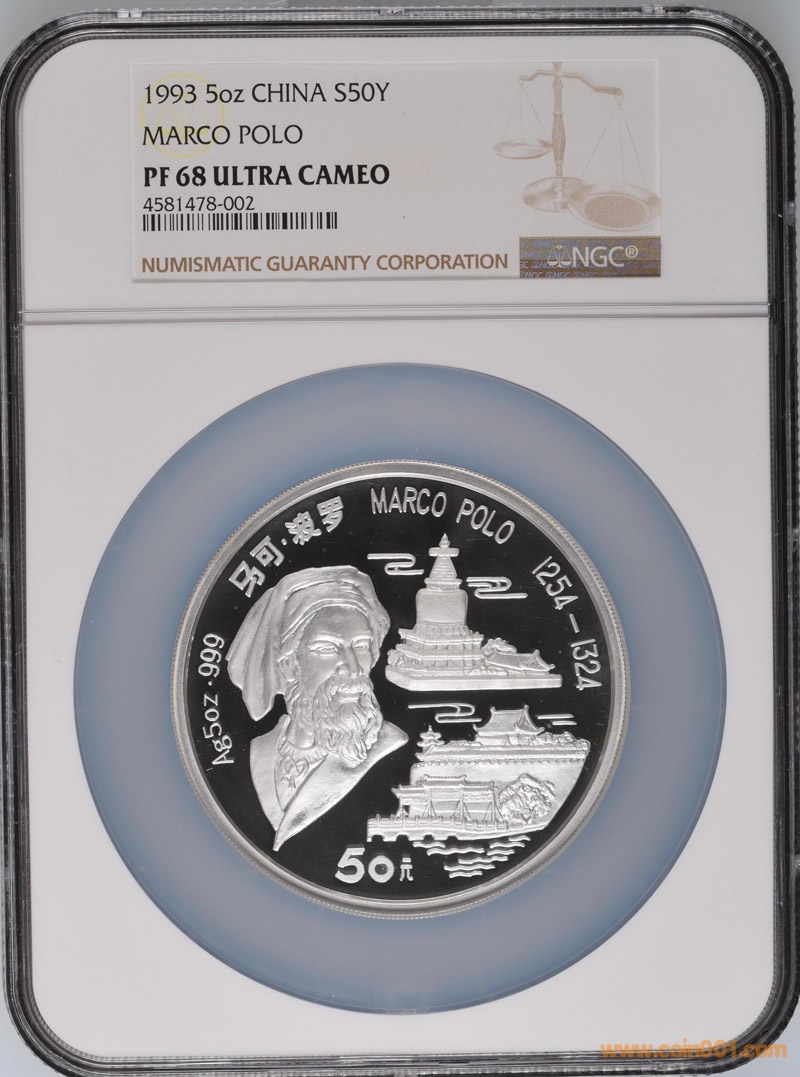 1993 5oz CHINA S50Y
MARCO POLO
PF 68 ULTRA CAMEO
4581478-002
NUMISMATIC GUARANTY CORPORATION
NGC®
马可·波罗 MARCO POLO 1254-1324
Ag5oz·999
50元
www.coin001.com